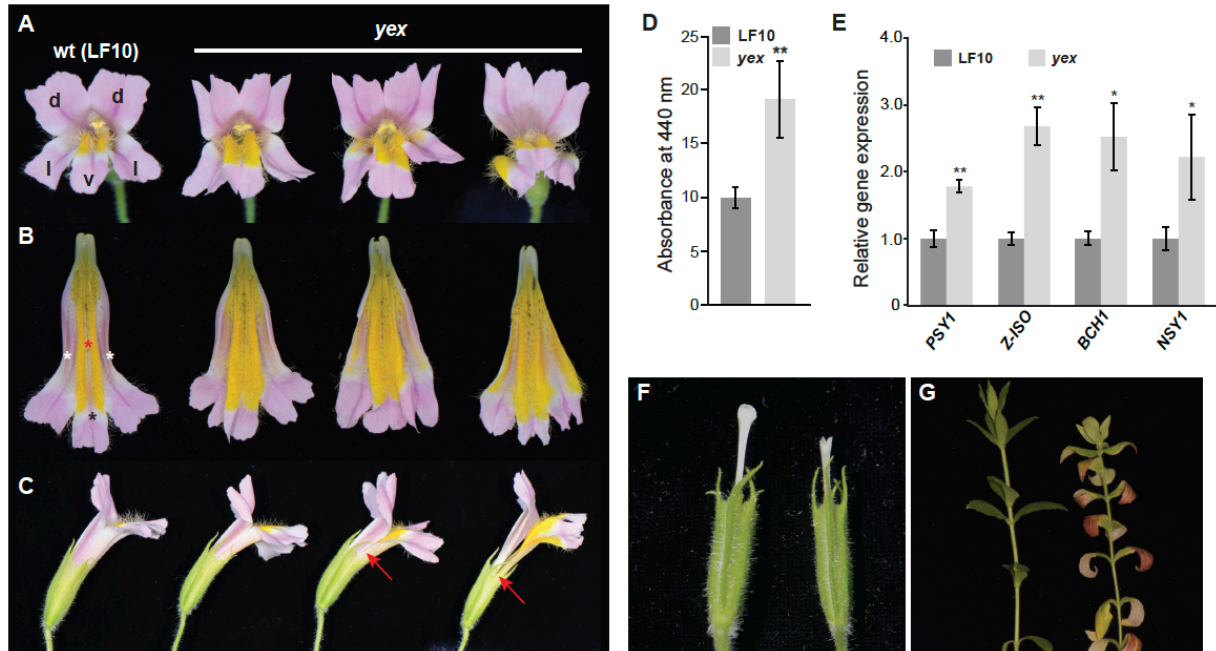 A
wt (LF10)
yex
d
d
l
v
l
B
*
*
*
*
C
D
Absorbance at 440 nm
25
20
15
10
5
0
LF10
yex
**
E
Relative gene expression
4.0
3.0
2.0
1.0
0.0
LF10
yex
**
**
*
*
PSY1
Z-ISO
BCH1
NSY1
F
G